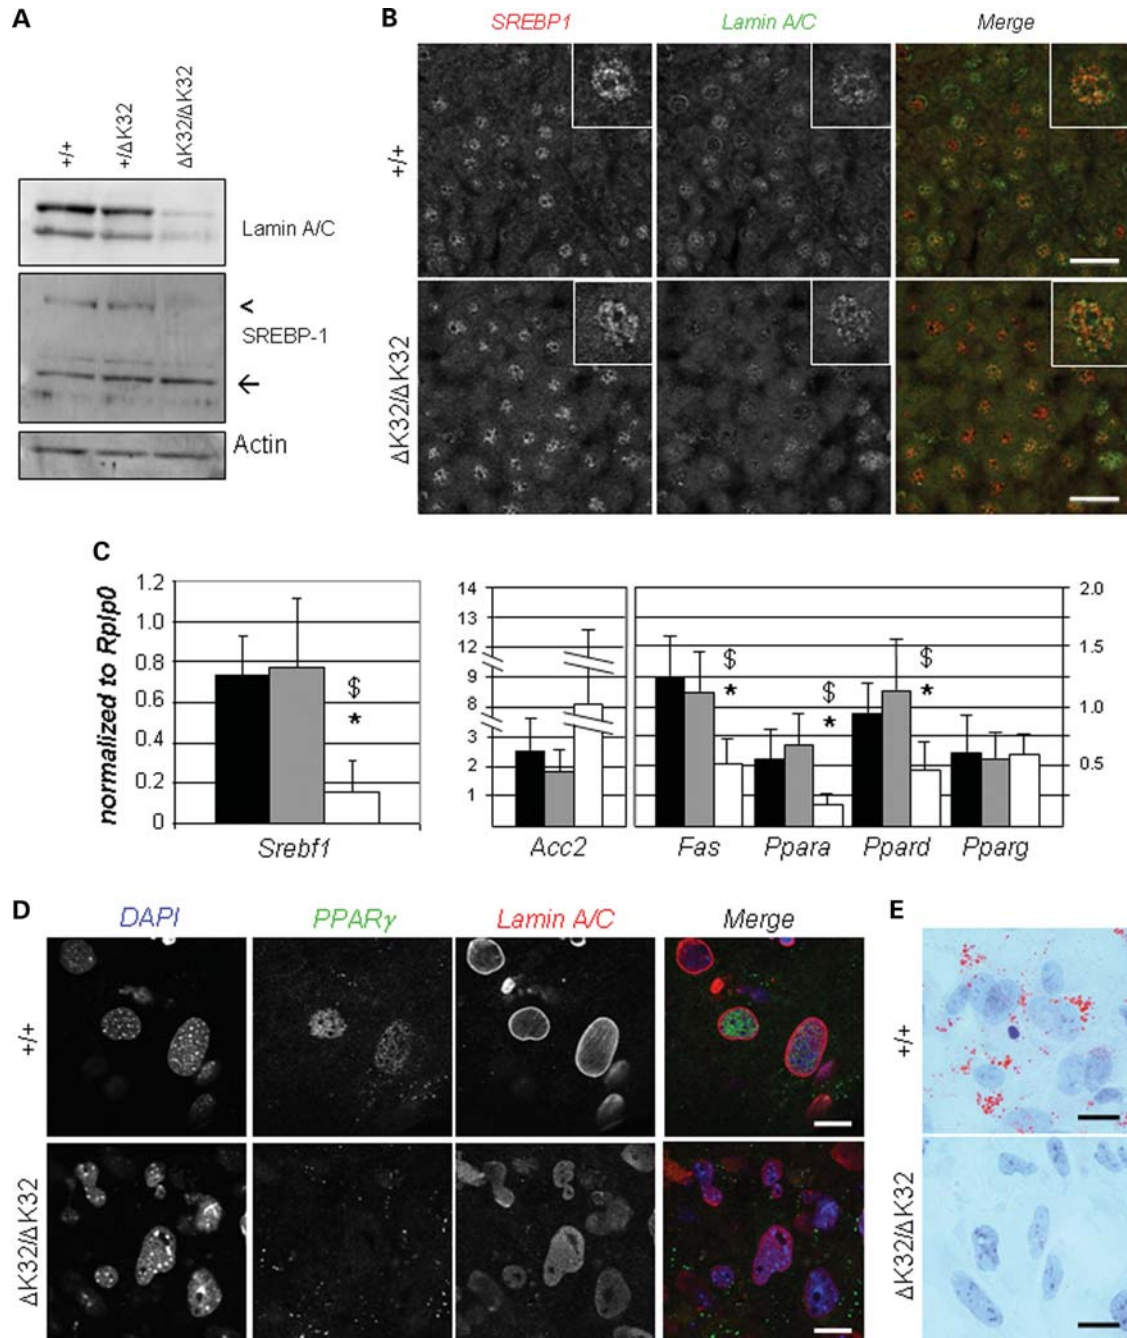 A
+/+
+/ΔK32
ΔK32/ΔK32
Lamin A/C
<
SREBP-1
←
Actin
B
SREBP1
Lamin A/C
Merge
+/+
ΔK32/ΔK32
C
normalized to Rplp0
1.2
1.0
0.8
0.6
0.4
0.2
0
$
*
Srebf1
14
13
12
9
8
3
2
1
Acc2
$
*
$
*
$
*
Fas
Ppara
Ppard
Pparg
2.0
1.5
1.0
0.5
D
DAPI
PPARγ
Lamin A/C
Merge
+/+
ΔK32/ΔK32
E
+/+
ΔK32/ΔK32